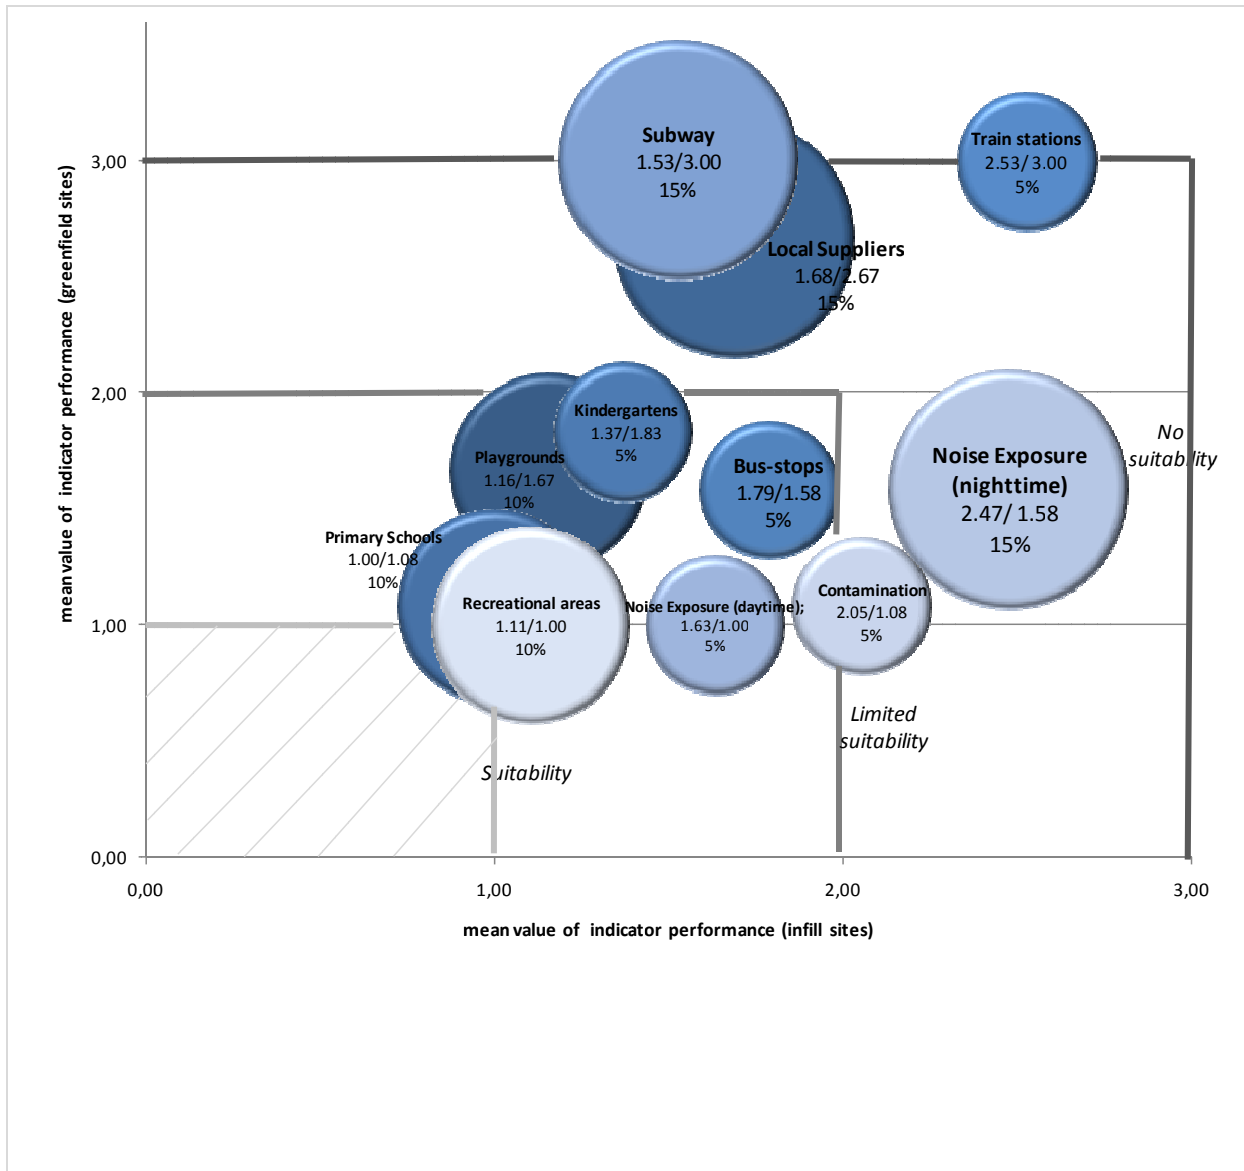 mean value of indicator performance (greenfield sites)
3,00
2,00
1,00
0,00
Subway
1.53/3.00
15%
Train stations
2.53/ 3.00
5%
Local Suppliers
1.68/2.67
15%
Kindergartens
1.37/1.83
5%
Playgrounds
1.16/1.67
10%
Bus-stops
1.79/1.58
5%
Noise Exposure
(nighttime)
2.47/ 1.58
15%
No
suitability
Primary Schools
1.00/1.08
10%
Recreational areas
1.11/1.00
10%
Noise Exposure (daytime);
1.63/1.00
5%
Contamination
2.05/1.08
5%
Limited
suitability
Suitability
0,00
1,00
2,00
3,00
mean value of indicator performance (infill sites)